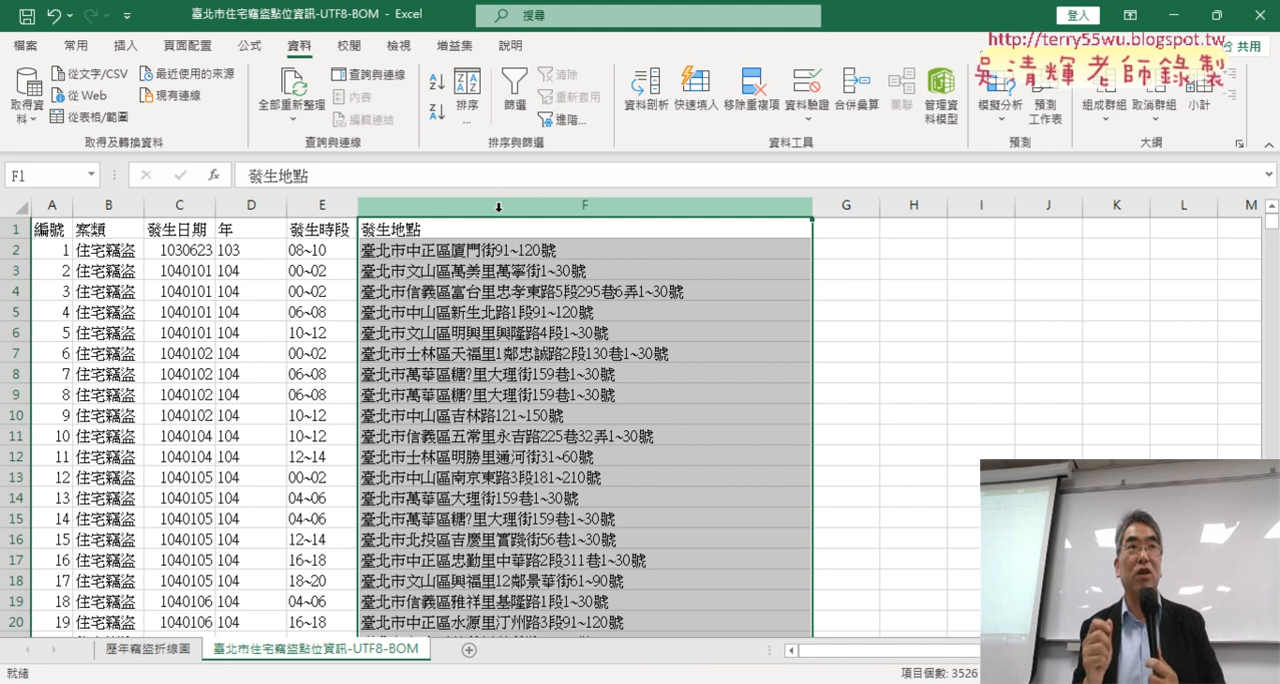 臺北市住宅竊盜點位資訊-UTF8-BOM - Excel
搜尋
登入
檔案 常用 插入 頁面配置 公式 資料 校閱 檢視 增益集 說明
共用
http://terry55wu.blogspot.tw
吳清輝老師錄製
取得資料 從文字/CSV 從 Web 從表格/範圍 最近使用的來源 現有連線
全部重新整理 查詢與連線 內容 編輯連結
排序... 篩選 清除 重新套用 進階...
資料剖析 快速填入 移除重複項 資料驗證 合併彙算 關聯 管理資料模型
模擬分析 預測工作表 組成群組 取消群組 小計
取得及轉換資料 查詢與連線 排序與篩選 資料工具 預測 大綱
F1 fx 發生地點
A B C D E F G H I J K L M
1 編號 案類 發生日期 年 發生時段 發生地點
2 1 住宅竊盜 1030623 103 08~10 臺北市中正區廈門街91~120號
3 2 住宅竊盜 1040101 104 00~02 臺北市文山區萬美里萬寧街1~30號
4 3 住宅竊盜 1040101 104 00~02 臺北市信義區富台里忠孝東路5段295巷6弄1~30號
5 4 住宅竊盜 1040101 104 06~08 臺北市中山區新生北路1段91~120號
6 5 住宅竊盜 1040101 104 10~12 臺北市文山區明興里興隆路4段1~30號
7 6 住宅竊盜 1040102 104 00~02 臺北市士林區天福里1鄰忠誠路2段130巷1~30號
8 7 住宅竊盜 1040102 104 06~08 臺北市萬華區糖?里大理街159巷1~30號
9 8 住宅竊盜 1040102 104 06~08 臺北市萬華區糖?里大理街159巷1~30號
10 9 住宅竊盜 1040102 104 10~12 臺北市中山區吉林路121~150號
11 10 住宅竊盜 1040104 104 10~12 臺北市信義區五常里永吉路225巷32弄1~30號
12 11 住宅竊盜 1040104 104 12~14 臺北市士林區明勝里通河街31~60號
13 12 住宅竊盜 1040105 104 00~02 臺北市中山區南京東路3段181~210號
14 13 住宅竊盜 1040105 104 04~06 臺北市萬華區大理街159巷1~30號
15 14 住宅竊盜 1040105 104 04~06 臺北市萬華區糖?里大理街159巷1~30號
16 15 住宅竊盜 1040105 104 12~14 臺北市北投區吉慶里實踐街56巷1~30號
17 16 住宅竊盜 1040105 104 16~18 臺北市中正區忠勤里中華路2段311巷1~30號
18 17 住宅竊盜 1040105 104 18~20 臺北市文山區興福里12鄰景華街61~90號
19 18 住宅竊盜 1040106 104 04~06 臺北市信義區雅祥里基隆路1段1~30號
20 19 住宅竊盜 1040106 104 16~18 臺北市中正區水源里汀州路3段91~120號
歷年竊盜折線圖 臺北市住宅竊盜點位資訊-UTF8-BOM
就緒 項目個數: 3526